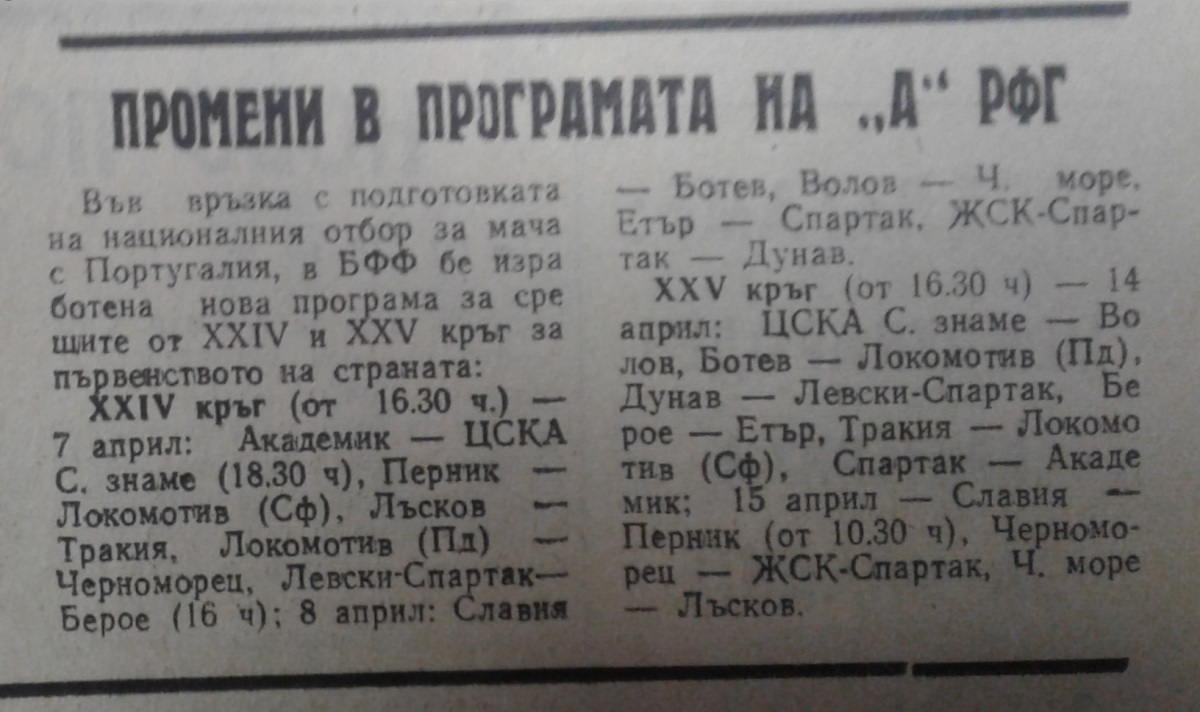 ПРОМЕНИ В ПРОГРАМАТА НА „А“ РФГ
Във връзка с подготовката
на националния отбор за мача
с Португалия, в БФФ бе изра
ботена нова програма за сре
щите от XXIV и XXV кръг за
първенството на страната:
XXIV кръг (от 16.30 ч.) —
7 април: Академик — ЦСКА
С. знаме (18.30 ч), Перник —
Локомотив (Сф), Лъсков —
Тракия, Локомотив (Пд) —
Черноморец, Левски-Спартак—
Берое (16 ч); 8 април: Славия
— Ботев, Волов — Ч. море,
Етър — Спартак, ЖСК-Спар-
так — Дунав.
XXV кръг (от 16.30 ч) — 14
април: ЦСКА С. знаме — Во
лов, Ботев — Локомотив (Пд),
Дунав — Левски-Спартак, Бе
рое — Етър, Тракия — Локомо
тив (Сф), Спартак — Акаде
мик; 15 април — Славия —
Перник (от 10.30 ч), Черномо-
рец — ЖСК-Спартак, Ч. море
— Лъсков.